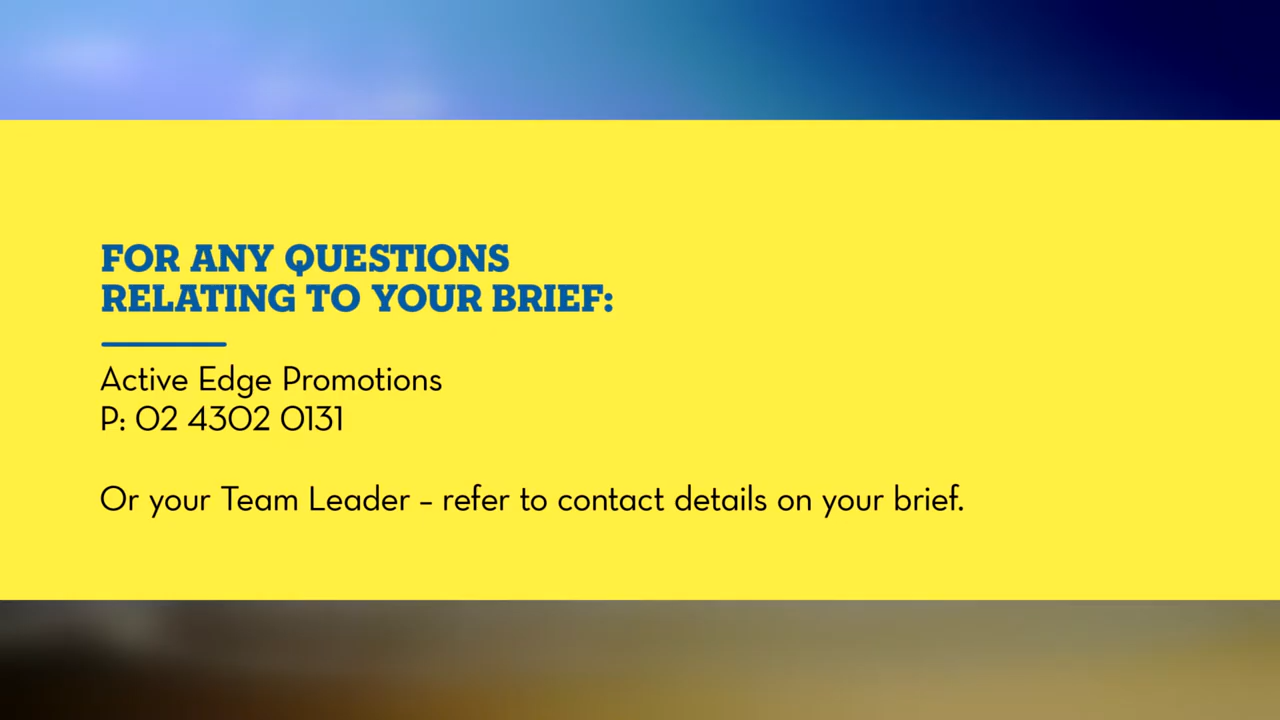 FOR ANY QUESTIONS
RELATING TO YOUR BRIEF:
Active Edge Promotions
P: 02 4302 0131
Or your Team Leader – refer to contact details on your brief.